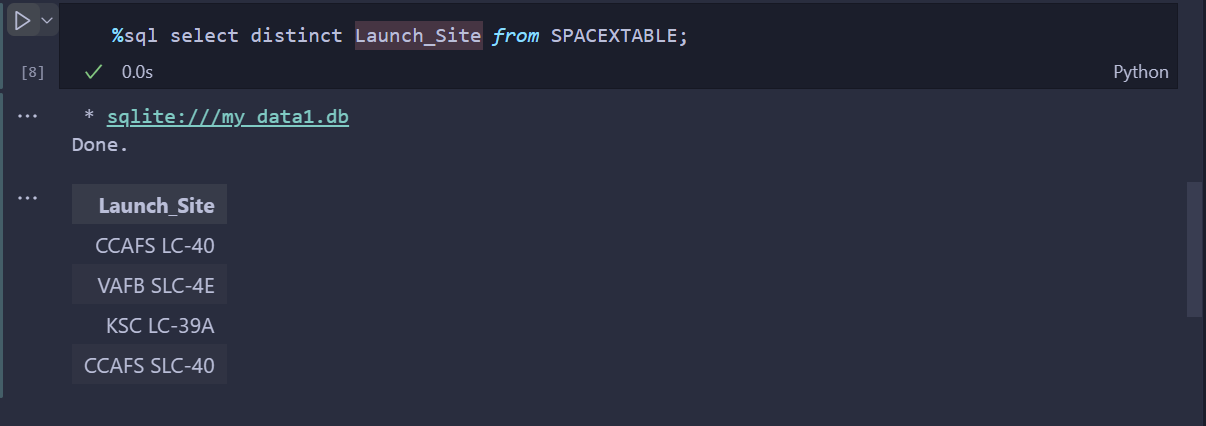 %sql select distinct Launch_Site from SPACEXTABLE;
[8]
0.0s
Python
* sqlite:///my_data1.db
Done.
Launch_Site
CCAFS LC-40
VAFB SLC-4E
KSC LC-39A
CCAFS SLC-40